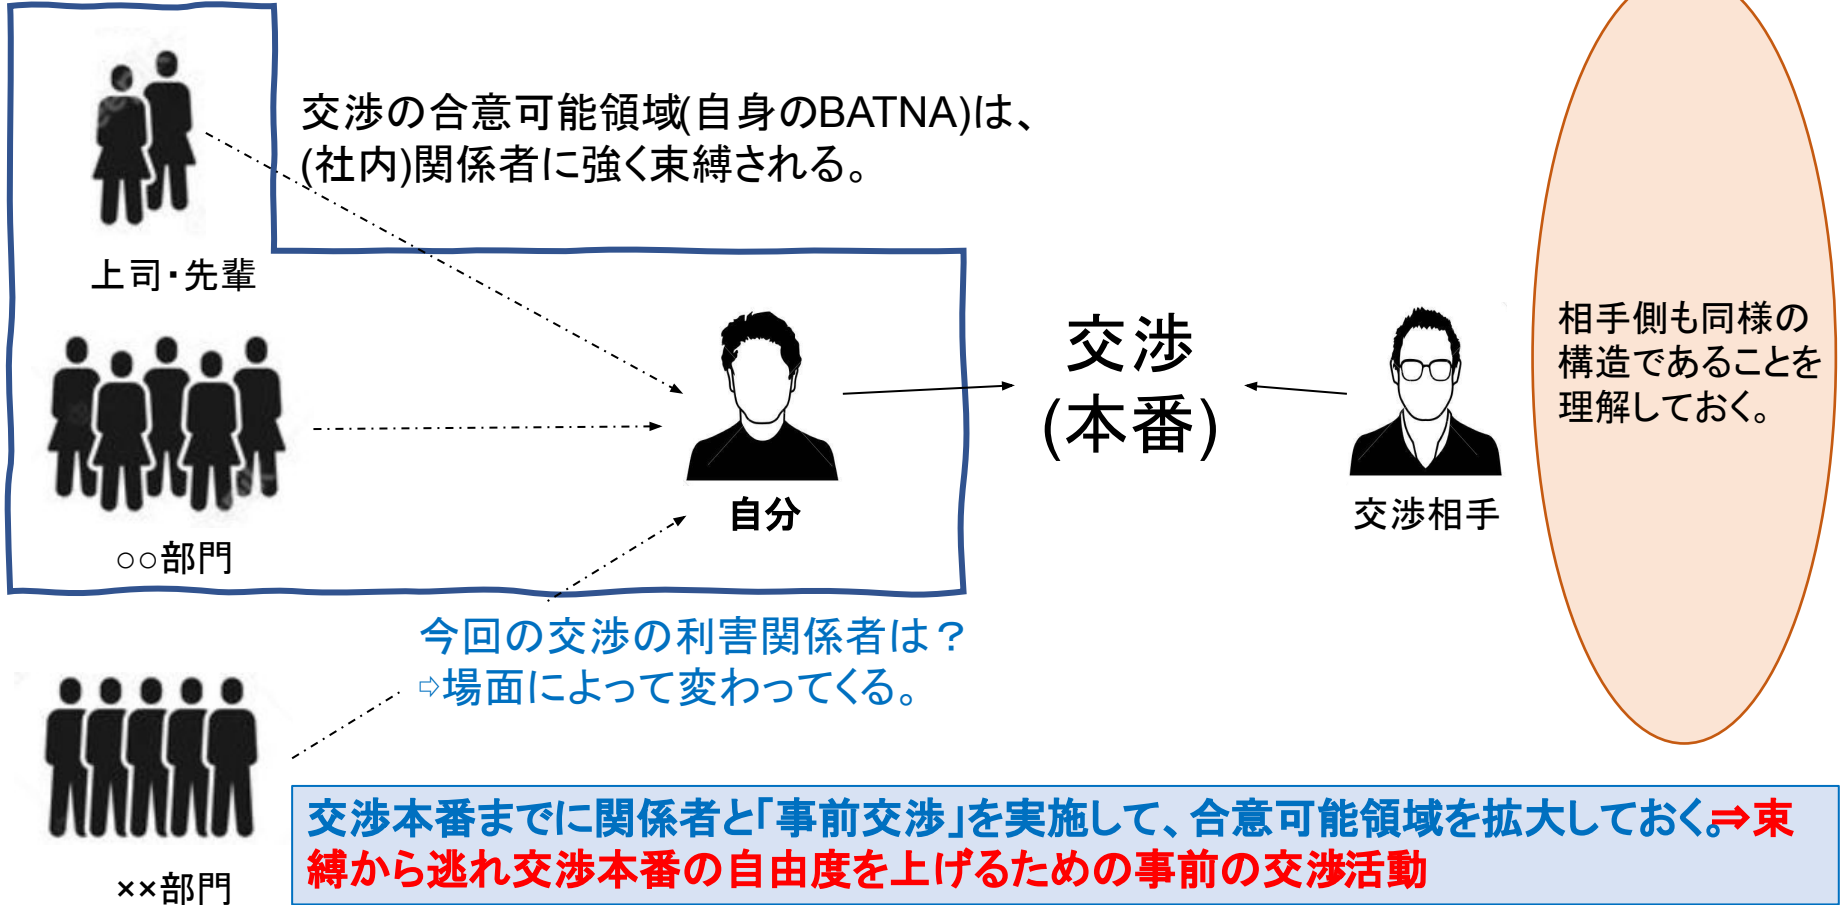 交渉の合意可能領域(自身のBATNA)は、
(社内)関係者に強く束縛される。
上司・先輩
交渉
(本番)
相手側も同様の
構造であることを
理解しておく。
自分
交渉相手
○○部門
今回の交渉の利害関係者は？
⇨場面によって変わってくる。
交渉本番までに関係者と「事前交渉」を実施して、合意可能領域を拡大しておく。⇒束
縛から逃れ交渉本番の自由度を上げるための事前の交渉活動
××部門